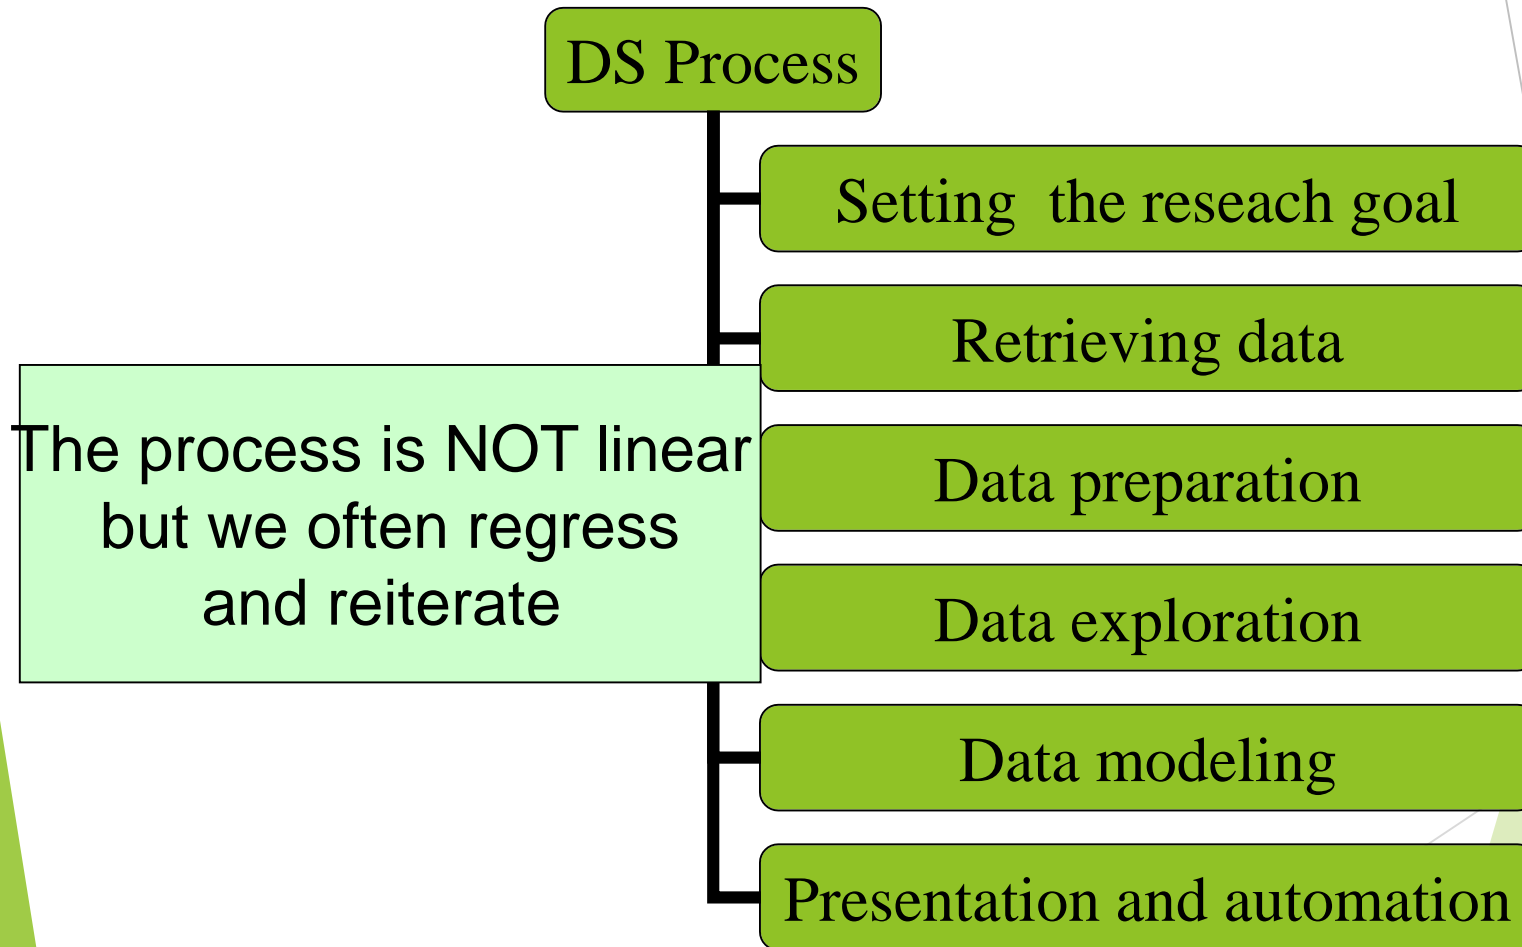 DS Process
Setting  the reseach goal
Retrieving data
The process is NOT linear
but we often regress
and reiterate
Data preparation
Data exploration
Data modeling
Presentation and automation